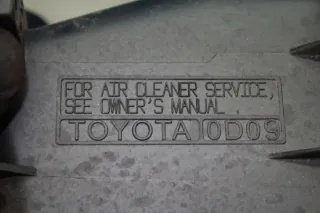 FOR AIR CLEANER SERVICE,
SEE OWNER'S MANUAL
TOYOTA 0D09